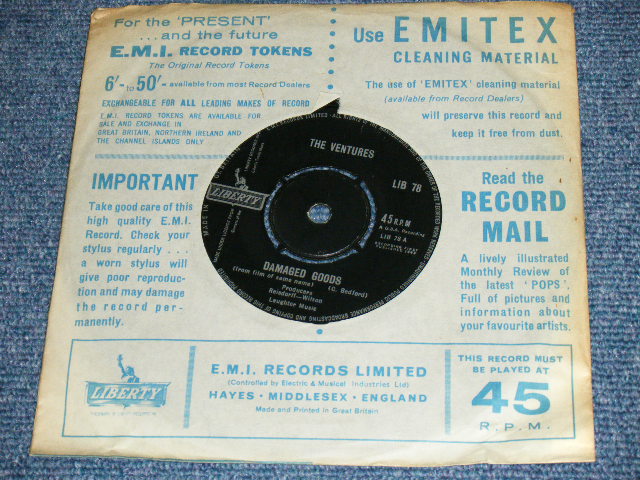 For the 'PRESENT'
...and the future
E.M.I. RECORD TOKENS
The Original Record Tokens
6/- to 50/- available from most Record Dealers
EXCHANGEABLE FOR ALL LEADING MAKES OF RECORD
E.M.I. RECORD TOKENS ARE AVAILABLE FOR
SALE AND EXCHANGE IN
GREAT BRITAIN, NORTHERN IRELAND AND
THE CHANNEL ISLANDS ONLY
Use EMITEX
CLEANING MATERIAL
The use of 'EMITEX' cleaning material
(available from Record Dealers)
will preserve this record and
keep it free from dust.
IMPORTANT
Take good care of this
high quality E.M.I.
Record. Check your
stylus regularly ...
a worn stylus will
give poor reproduc-
tion and may damage
the record per-
manently.
THE VENTURES
LIBERTY
LIB 78
45 R.P.M
A U.S.A. Recording
LIB 78 A
DAMAGED GOODS
(from film of same name) (C. Bedford)
Producers
Reisdorff—Wilson
Laughter Music
MADE IN
Read the
RECORD
MAIL
A lively illustrated
Monthly Review of
the latest 'POPS'.
Full of pictures and
information about
your favourite artists.
LIBERTY
E.M.I. RECORDS LIMITED
(Controlled by Electric & Musical Industries Ltd)
HAYES • MIDDLESEX • ENGLAND
Made and Printed in Great Britain
THIS RECORD MUST
BE PLAYED AT
45
R.P.M.